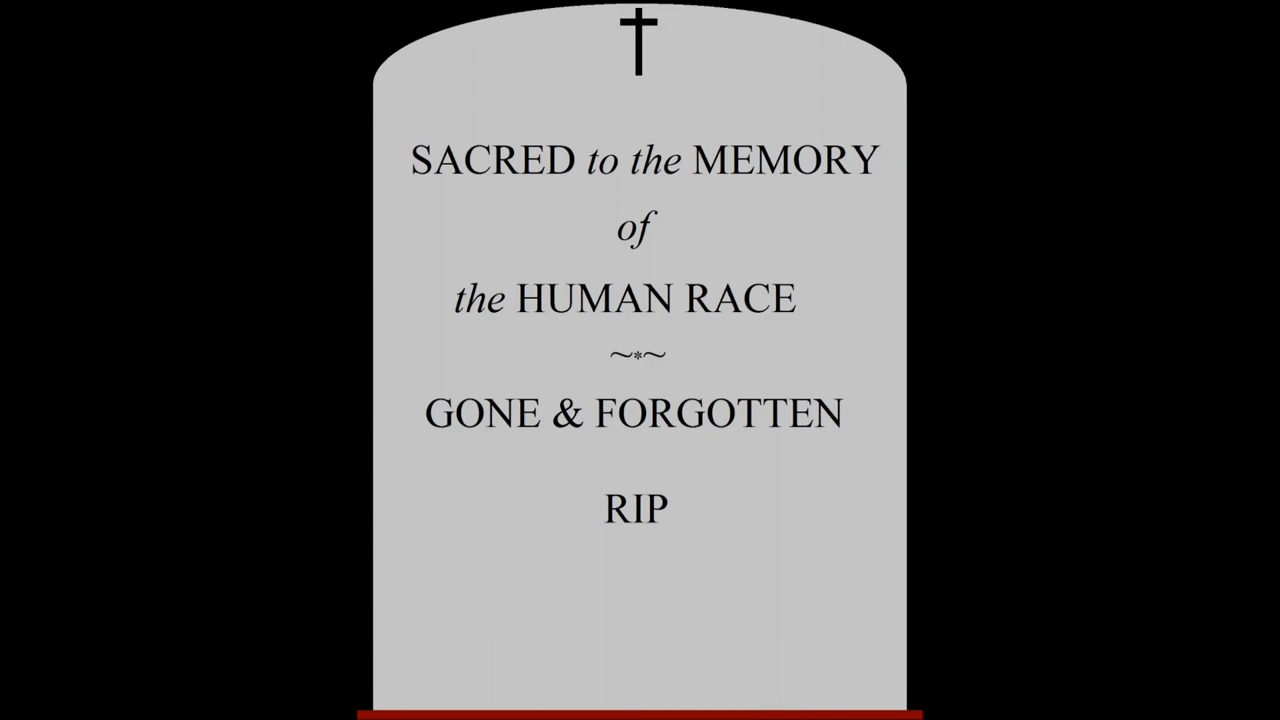 SACRED to the MEMORY
of
the HUMAN RACE
~*~
GONE & FORGOTTEN
RIP